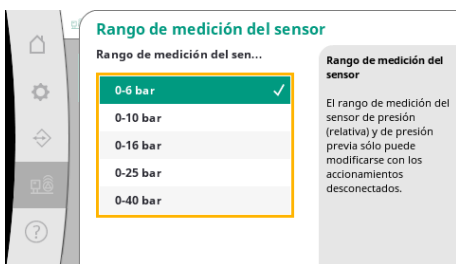 Rango de medición del sensor
Rango de medición del sen...
0-6 bar
0-10 bar
0-16 bar
0-25 bar
0-40 bar
Rango de medición del
sensor
El rango de medición del
sensor de presión
(relativa) y de presión
previa sólo puede
modificarse con los
accionamientos
desconectados.